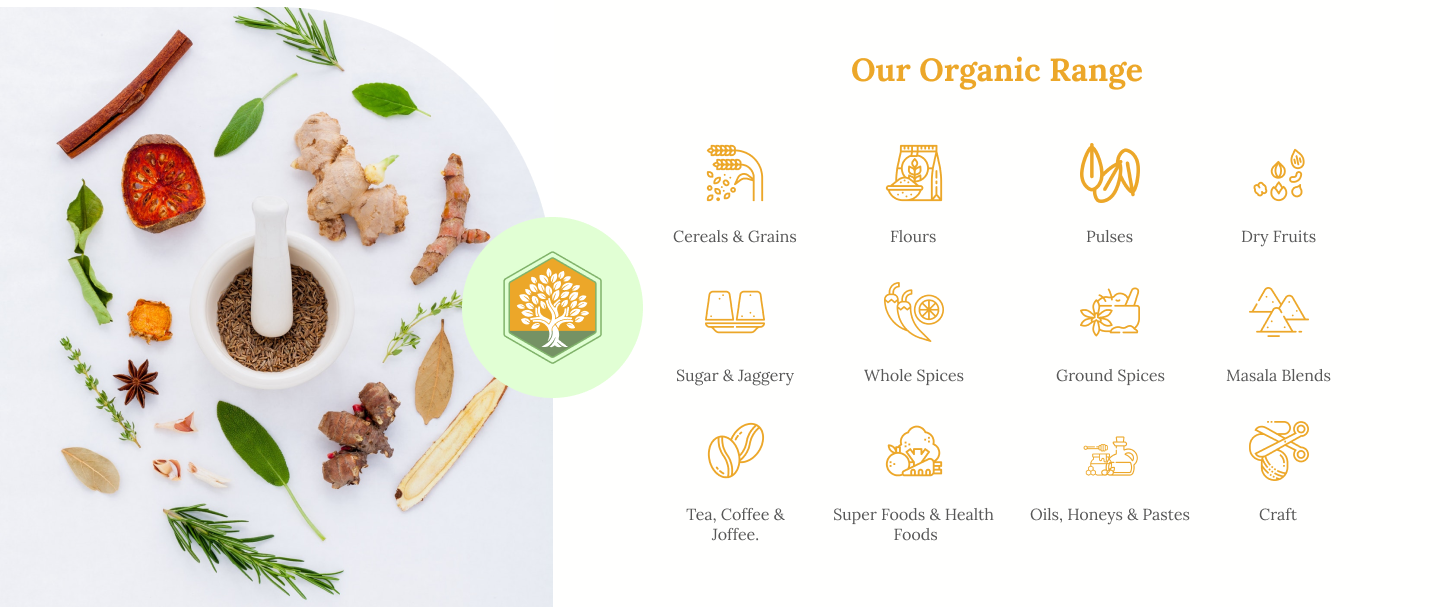 Our Organic Range
Cereals & Grains
Flours
Pulses
Dry Fruits
Sugar & Jaggery
Whole Spices
Ground Spices
Masala Blends
Tea, Coffee &
Joffee.
Super Foods & Health
Foods
Oils, Honeys & Pastes
Craft